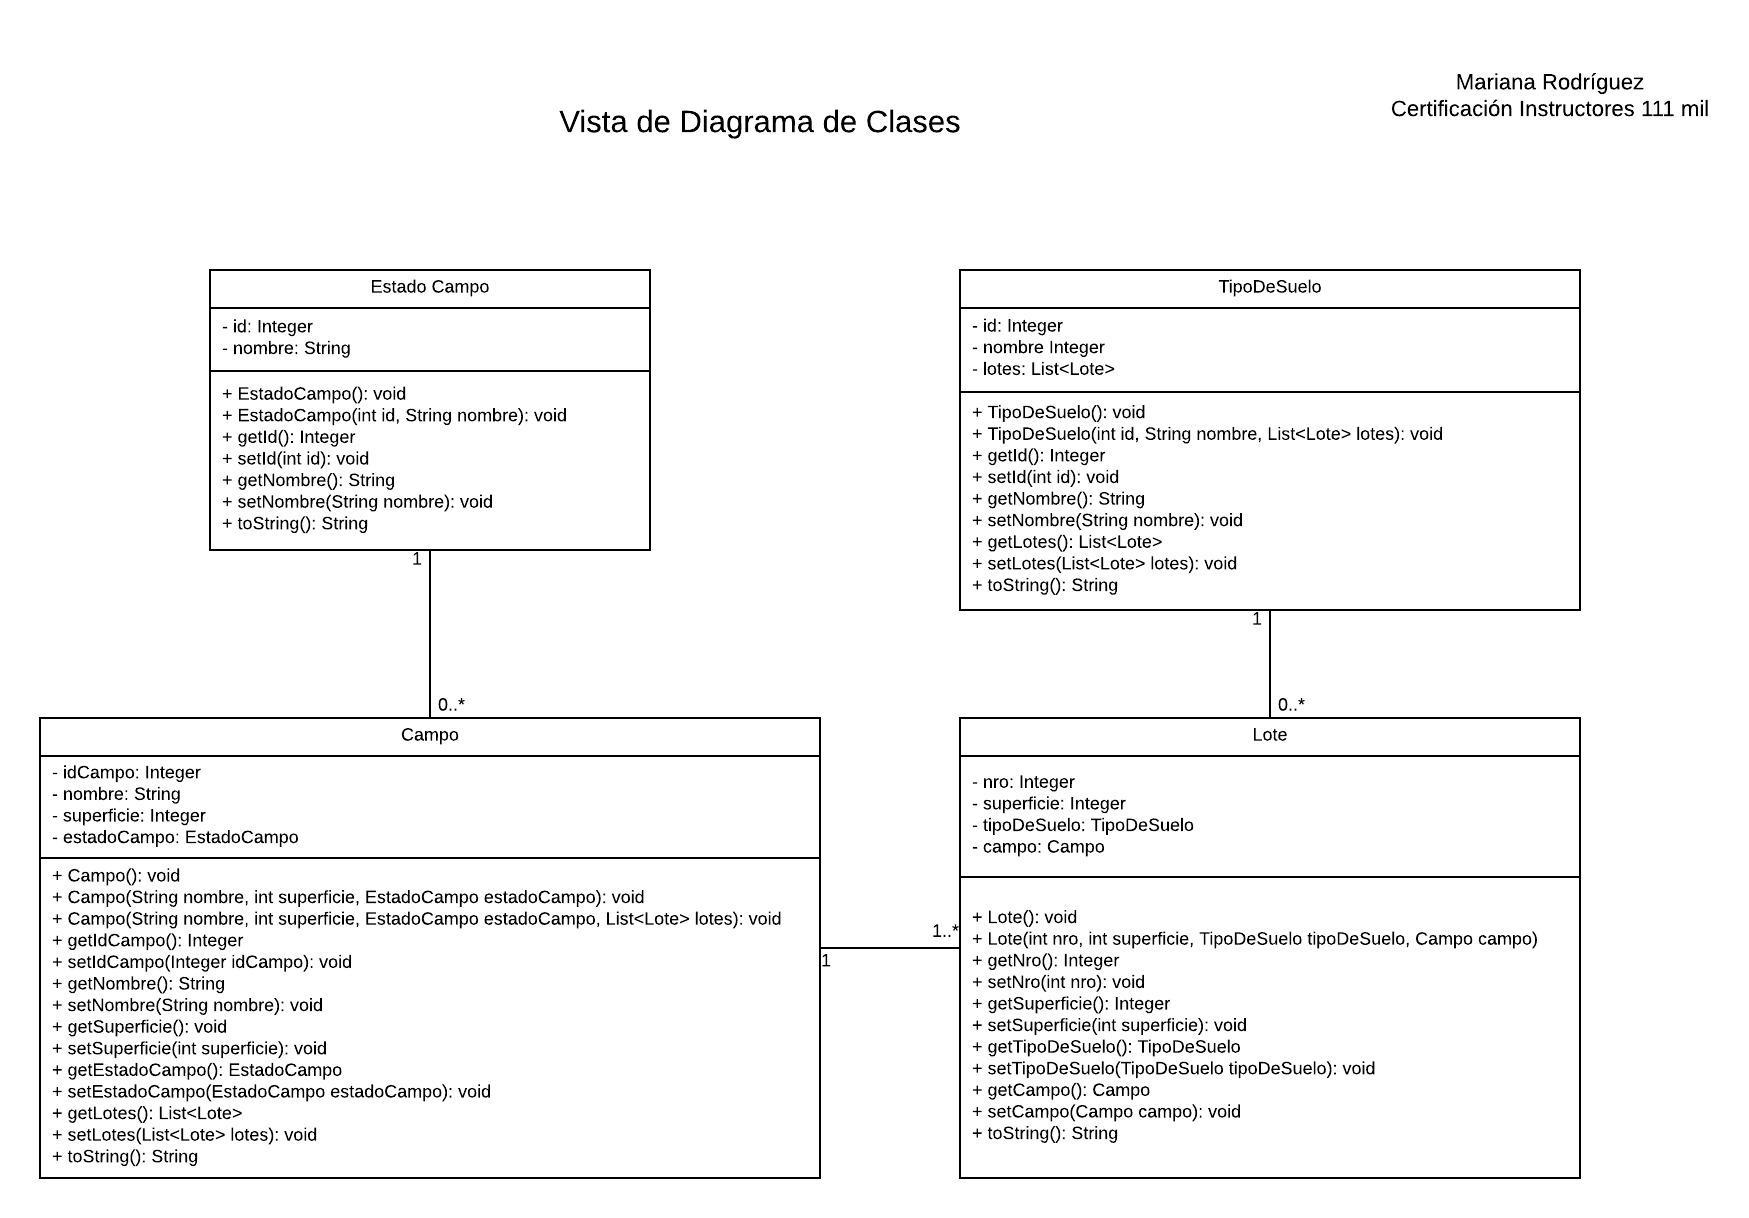 Mariana Rodríguez
Certificación Instructores 111 mil
Vista de Diagrama de Clases
Estado Campo
- id: Integer
- nombre: String
+ EstadoCampo(): void
+ EstadoCampo(int id, String nombre): void
+ getId(): Integer
+ setId(int id): void
+ getNombre(): String
+ setNombre(String nombre): void
+ toString(): String
1
0..*
TipoDeSuelo
- id: Integer
- nombre Integer
- lotes: List<Lote>
+ TipoDeSuelo(): void
+ TipoDeSuelo(int id, String nombre, List<Lote> lotes): void
+ getId(): Integer
+ setId(int id): void
+ getNombre(): String
+ setNombre(String nombre): void
+ getLotes(): List<Lote>
+ setLotes(List<Lote> lotes): void
+ toString(): String
1
0..*
Campo
- idCampo: Integer
- nombre: String
- superficie: Integer
- estadoCampo: EstadoCampo
+ Campo(): void
+ Campo(String nombre, int superficie, EstadoCampo estadoCampo): void
+ Campo(String nombre, int superficie, EstadoCampo estadoCampo, List<Lote> lotes): void
+ getIdCampo(): Integer
+ setIdCampo(Integer idCampo): void
+ getNombre(): String
+ setNombre(String nombre): void
+ getSuperficie(): void
+ setSuperficie(int superficie): void
+ getEstadoCampo(): EstadoCampo
+ setEstadoCampo(EstadoCampo estadoCampo): void
+ getLotes(): List<Lote>
+ setLotes(List<Lote> lotes): void
+ toString(): String
1..*
1
Lote
- nro: Integer
- superficie: Integer
- tipoDeSuelo: TipoDeSuelo
- campo: Campo
+ Lote(): void
+ Lote(int nro, int superficie, TipoDeSuelo tipoDeSuelo, Campo campo)
+ getNro(): Integer
+ setNro(int nro): void
+ getSuperficie(): Integer
+ setSuperficie(int superficie): void
+ getTipoDeSuelo(): TipoDeSuelo
+ setTipoDeSuelo(TipoDeSuelo tipoDeSuelo): void
+ getCampo(): Campo
+ setCampo(Campo campo): void
+ toString(): String